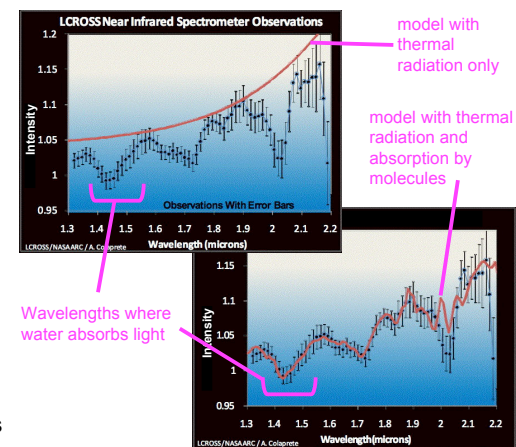 LCROSS Near Infrared Spectrometer Observations
model with
thermal
radiation only
1.2
1.15
1.1
1.05
1
0.95
Intensity
Observations With Error Bars
1.3 1.4 1.5 1.6 1.7 1.8 1.9 2 2.1 2.2
Wavelength (microns)
LCROSS/NASA ARC / A. Colaprete
model with thermal
radiation and
absorption by
molecules
Wavelengths where
water absorbs light
1.15
1.1
1.05
1
0.95
Intensity
1.3 1.4 1.5 1.6 1.7 1.8 1.9 2 2.1 2.2
Wavelength (microns)
LCROSS/NASA ARC / A. Colaprete
s